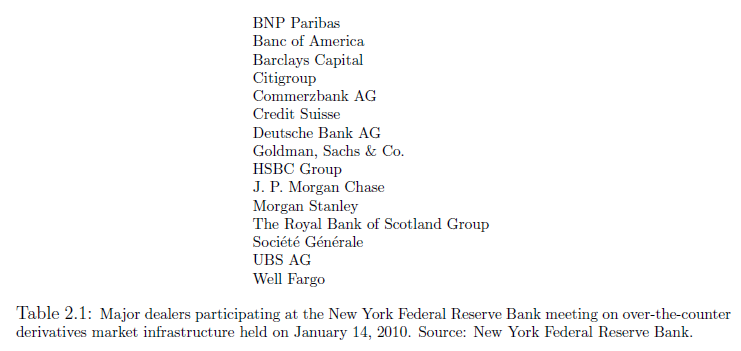 BNP Paribas
Banc of America
Barclays Capital
Citigroup
Commerzbank AG
Credit Suisse
Deutsche Bank AG
Goldman, Sachs & Co.
HSBC Group
J. P. Morgan Chase
Morgan Stanley
The Royal Bank of Scotland Group
Société Générale
UBS AG
Well Fargo
Table 2.1: Major dealers participating at the New York Federal Reserve Bank meeting on over-the-counter
derivatives market infrastructure held on January 14, 2010. Source: New York Federal Reserve Bank.